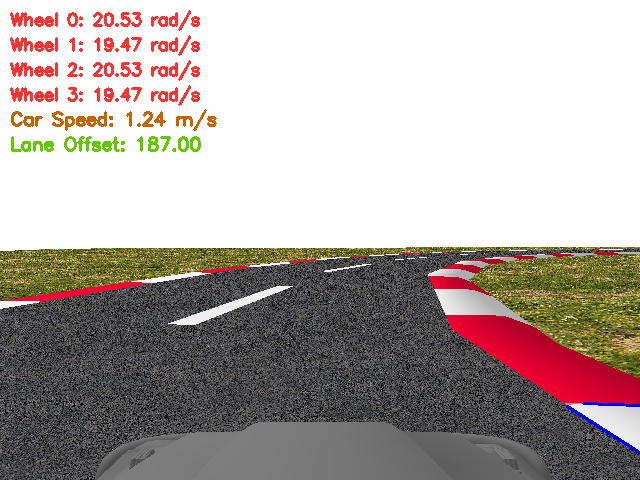 Wheel 0: 20.53 rad/s
Wheel 1: 19.47 rad/s
Wheel 2: 20.53 rad/s
Wheel 3: 19.47 rad/s
Car Speed: 1.24 m/s
Lane Offset: 187.00